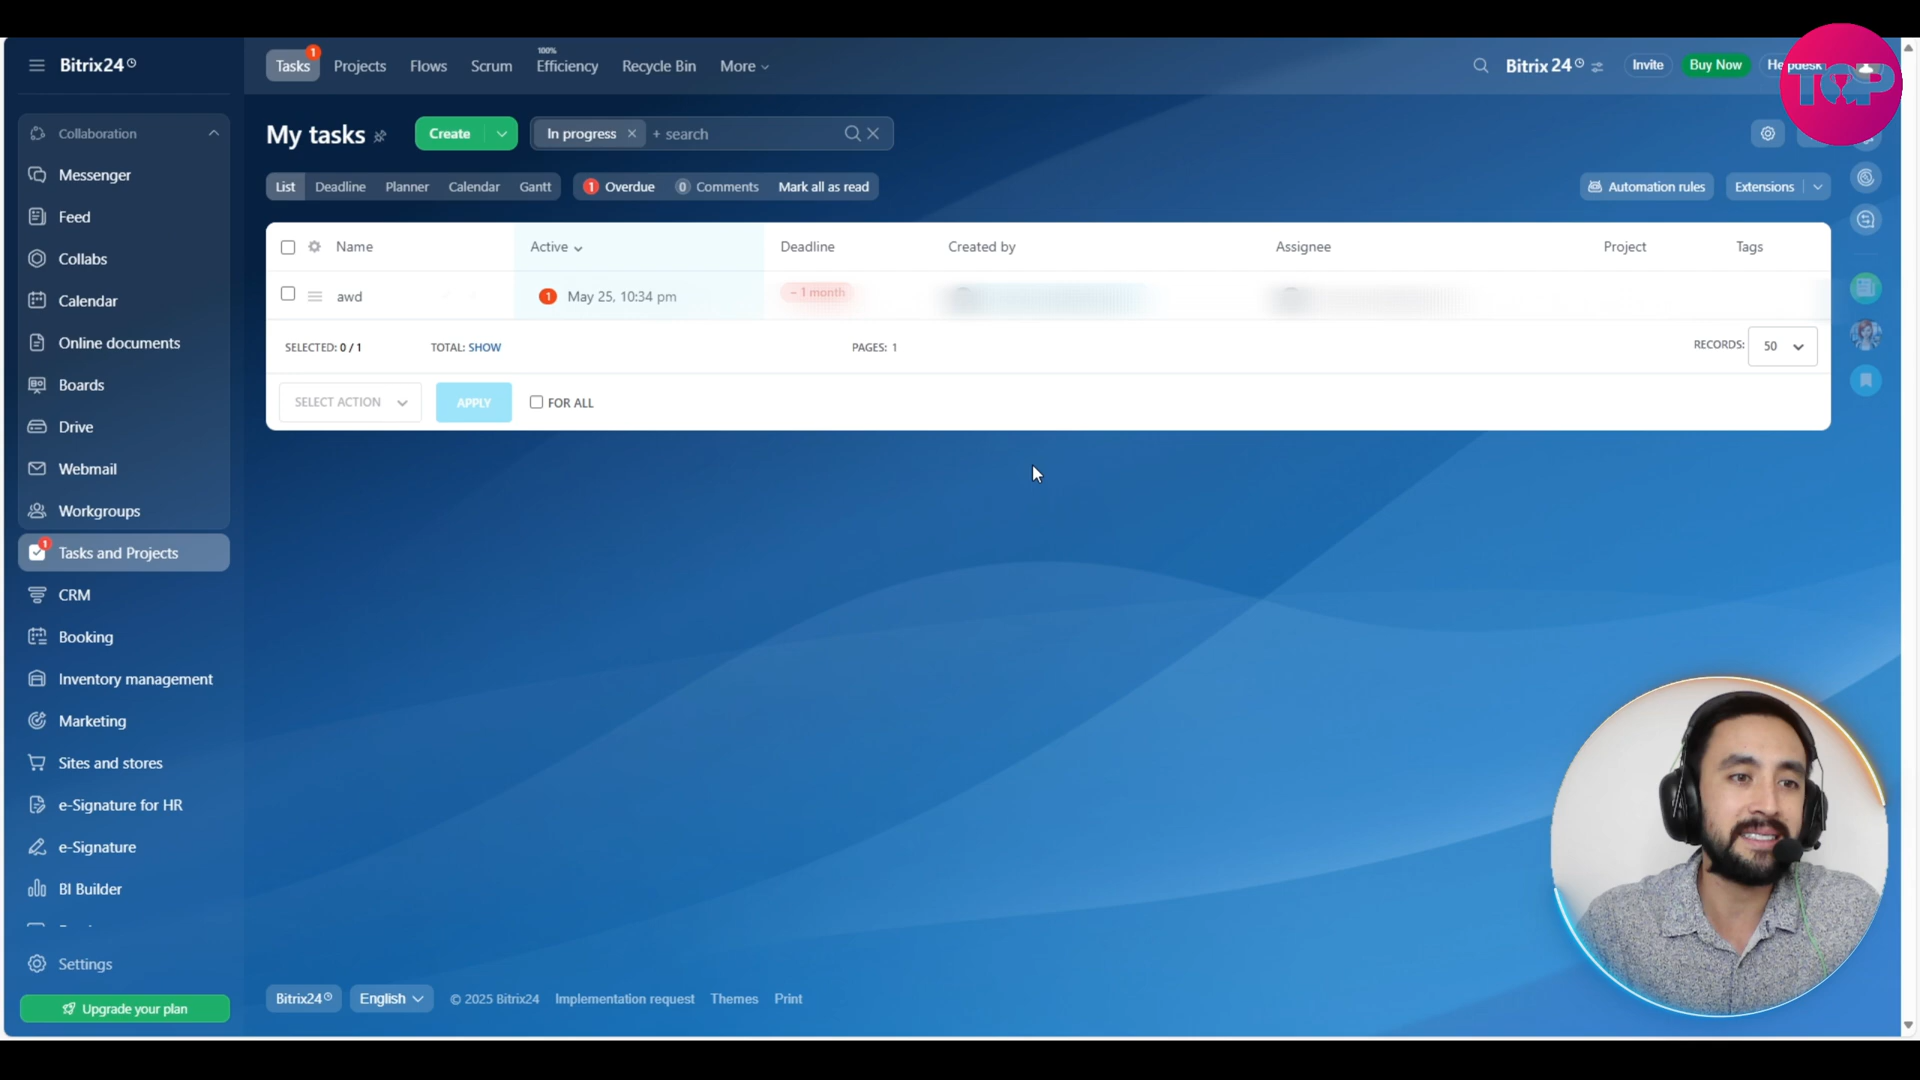 Bitrix24
Tasks 1
Projects
Flows
Scrum
100%
Efficiency
Recycle Bin
More
Bitrix 24
Invite
Buy Now
Helpdesk
TOP
Collaboration
Messenger
Feed
Collabs
Calendar
Online documents
Boards
Drive
Webmail
Workgroups
1
Tasks and Projects
CRM
Booking
Inventory management
Marketing
Sites and stores
e-Signature for HR
e-Signature
BI Builder
Settings
Upgrade your plan
My tasks
Create
In progress
+ search
List
Deadline
Planner
Calendar
Gantt
1 Overdue
0 Comments
Mark all as read
Automation rules
Extensions
Name
Active
Deadline
Created by
Assignee
Project
Tags
awd
1 May 25, 10:34 pm
− 1 month
SELECTED: 0 / 1
TOTAL: SHOW
PAGES: 1
RECORDS: 50
SELECT ACTION
APPLY
FOR ALL
Bitrix24
English
© 2025 Bitrix24
Implementation request
Themes
Print